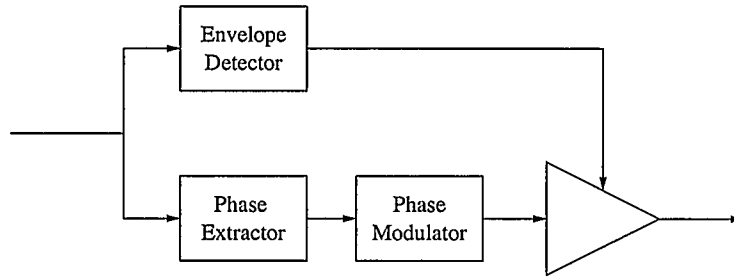 Envelope
Detector
Phase
Extractor
Phase
Modulator